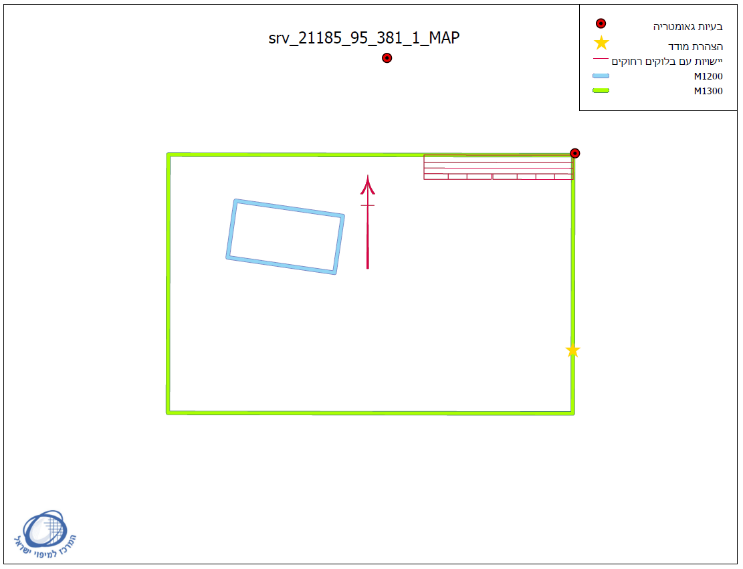 srv_21185_95_381_1_MAP
בעיות גאומטריה
הצהרת מודד
יישויות עם בלוקים רחוקים
M1200
M1300
המרכז למיפוי ישראל